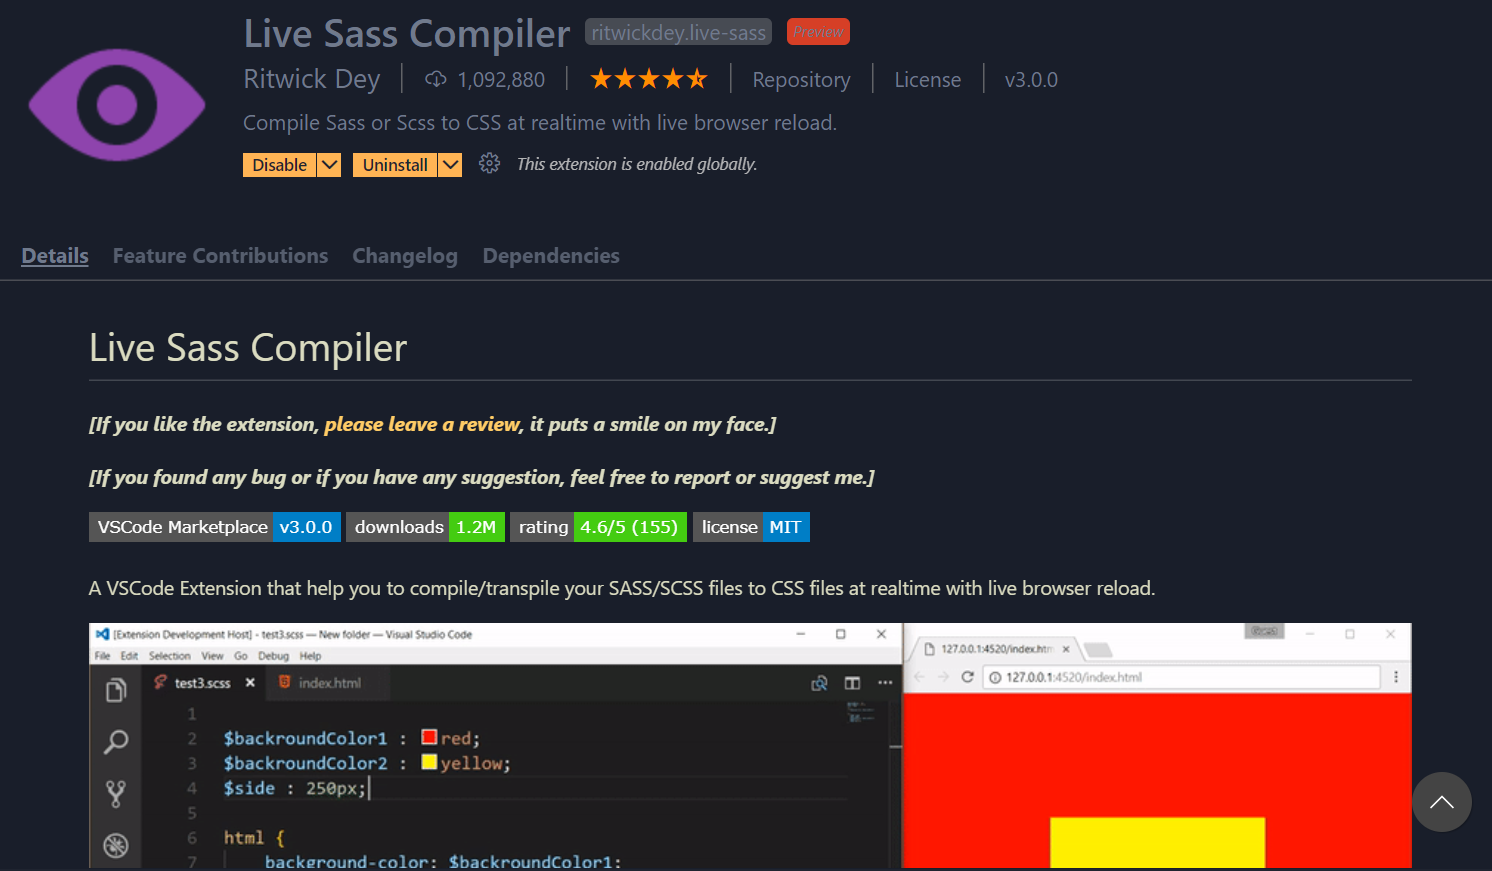 Live Sass Compiler ritwickdey.live-sass Preview
Ritwick Dey 1,092,880 Repository License v3.0.0
Compile Sass or Scss to CSS at realtime with live browser reload.
Disable Uninstall This extension is enabled globally.
Details Feature Contributions Changelog Dependencies
Live Sass Compiler
[If you like the extension, please leave a review, it puts a smile on my face.]
[If you found any bug or if you have any suggestion, feel free to report or suggest me.]
VSCode Marketplace v3.0.0 downloads 1.2M rating 4.6/5 (155) license MIT
A VSCode Extension that help you to compile/transpile your SASS/SCSS files to CSS files at realtime with live browser reload.
[Extension Development Host] - test3.scss — New folder — Visual Studio Code
File Edit Selection View Go Debug Help
test3.scss index.html
1
2 $backroundColor1 : red;
3 $backroundColor2 : yellow;
4 $side : 250px;
5
6 html {
7 background-color: $backroundColor1;
Guest
127.0.0.1:4520/index.htm
127.0.0.1:4520/index.html